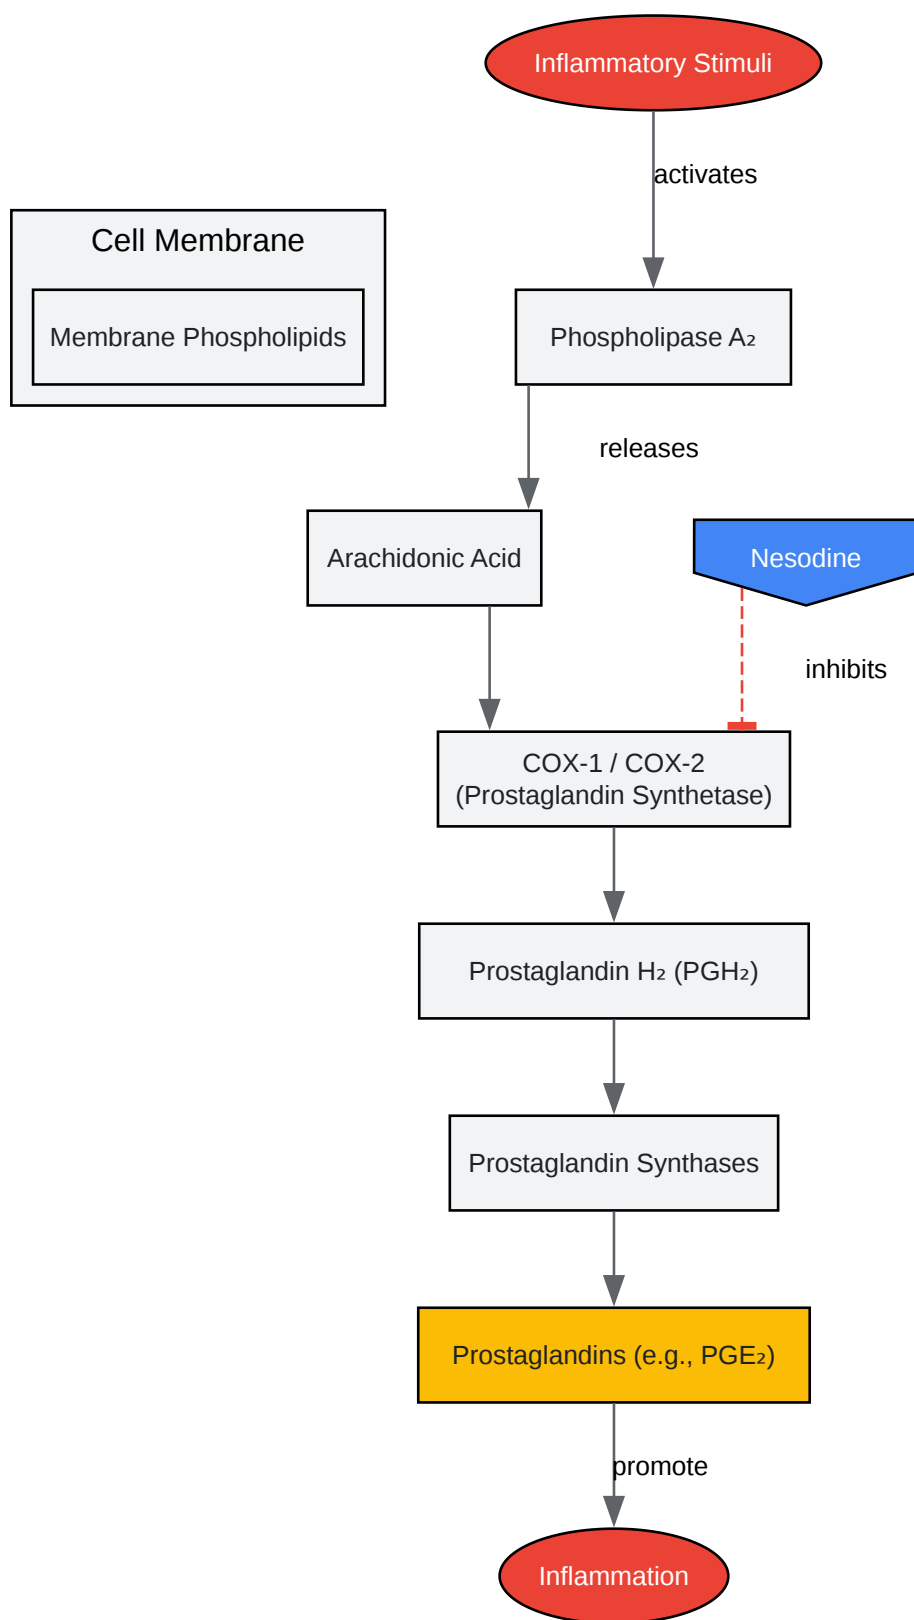 Inflammatory Stimuli
activates
Cell Membrane
Membrane Phospholipids
Phospholipase A₂
releases
Arachidonic Acid
Nesodine
inhibits
COX-1 / COX-2
(Prostaglandin Synthetase)
Prostaglandin H₂ (PGH₂)
Prostaglandin Synthases
Prostaglandins (e.g., PGE₂)
promote
Inflammation